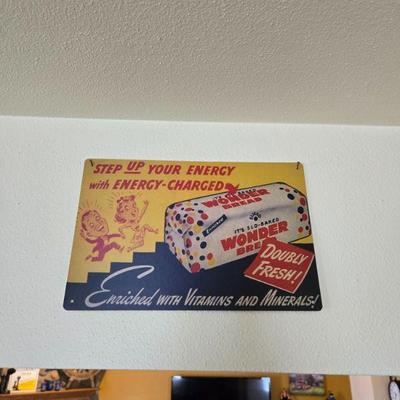 STEP UP YOUR ENERGY
with ENERGY-CHARGED
WONDER
BREAD
IT'S SLO-BAKED
WONDER
BREAD
DOUBLY
FRESH!
Enriched WITH VITAMINS AND MINERALS!